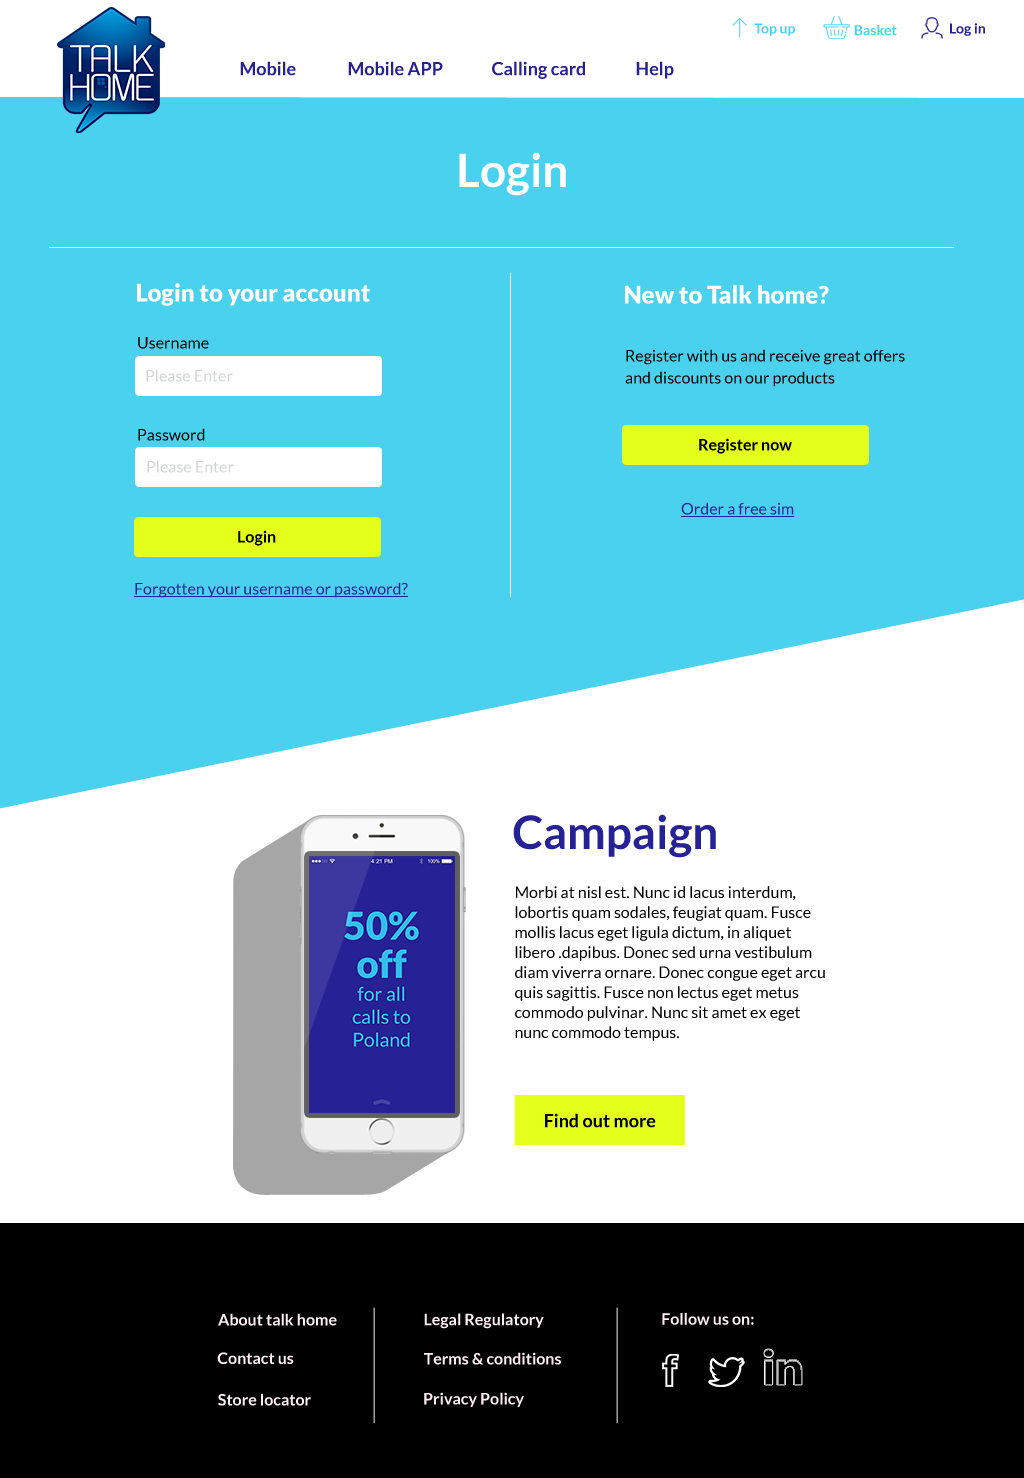 TALK
HOME
Top up
Basket
Log in
Mobile
Mobile APP
Calling card
Help
Login
Login to your account
Username
Please Enter
Password
Please Enter
Login
Forgotten your username or password?
New to Talk home?
Register with us and receive great offers
and discounts on our products
Register now
Order a free sim
4:21 PM
100%
50%
off
for all
calls to
Poland
Campaign
Morbi at nisl est. Nunc id lacus interdum,
lobortis quam sodales, feugiat quam. Fusce
mollis lacus eget ligula dictum, in aliquet
libero .dapibus. Donec sed urna vestibulum
diam viverra ornare. Donec congue eget arcu
quis sagittis. Fusce non lectus eget metus
commodo pulvinar. Nunc sit amet ex eget
nunc commodo tempus.
Find out more
About talk home
Contact us
Store locator
Legal Regulatory
Terms & conditions
Privacy Policy
Follow us on:
f
in